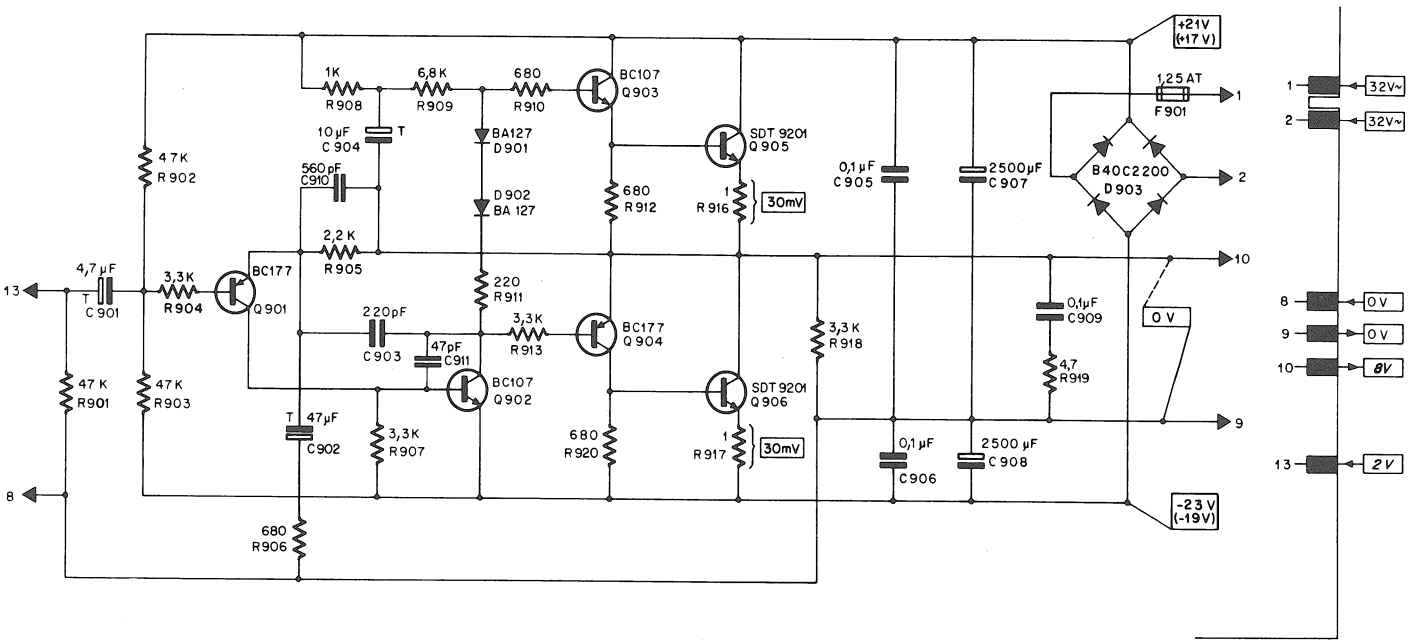 +21V
(+17V)
1K
R908
6,8K
R909
680
R910
BC107
Q903
1,25 AT
F901
1
1
32V~
2
32V~
10µF
C904
T
BA127
D901
SDT 9201
Q905
47K
R902
560pF
C910
D902
BA 127
680
R912
1
R916
30mV
0,1µF
C905
2500µF
C907
B40C2200
D903
2
2,2K
R905
4,7µF
T
C901
3,3K
R904
BC177
Q901
13
220
R911
10
220pF
C903
47pF
C911
3,3K
R913
BC177
Q904
3,3K
R918
0,1µF
C909
4,7
R919
0V
8
0V
9
0V
10
8V
47K
R901
47K
R903
BC107
Q902
SDT 9201
Q906
T
47µF
C902
3,3K
R907
680
R920
1
R917
30mV
0,1µF
C906
2500µF
C908
9
13
2V
8
-23V
(-19V)
680
R906